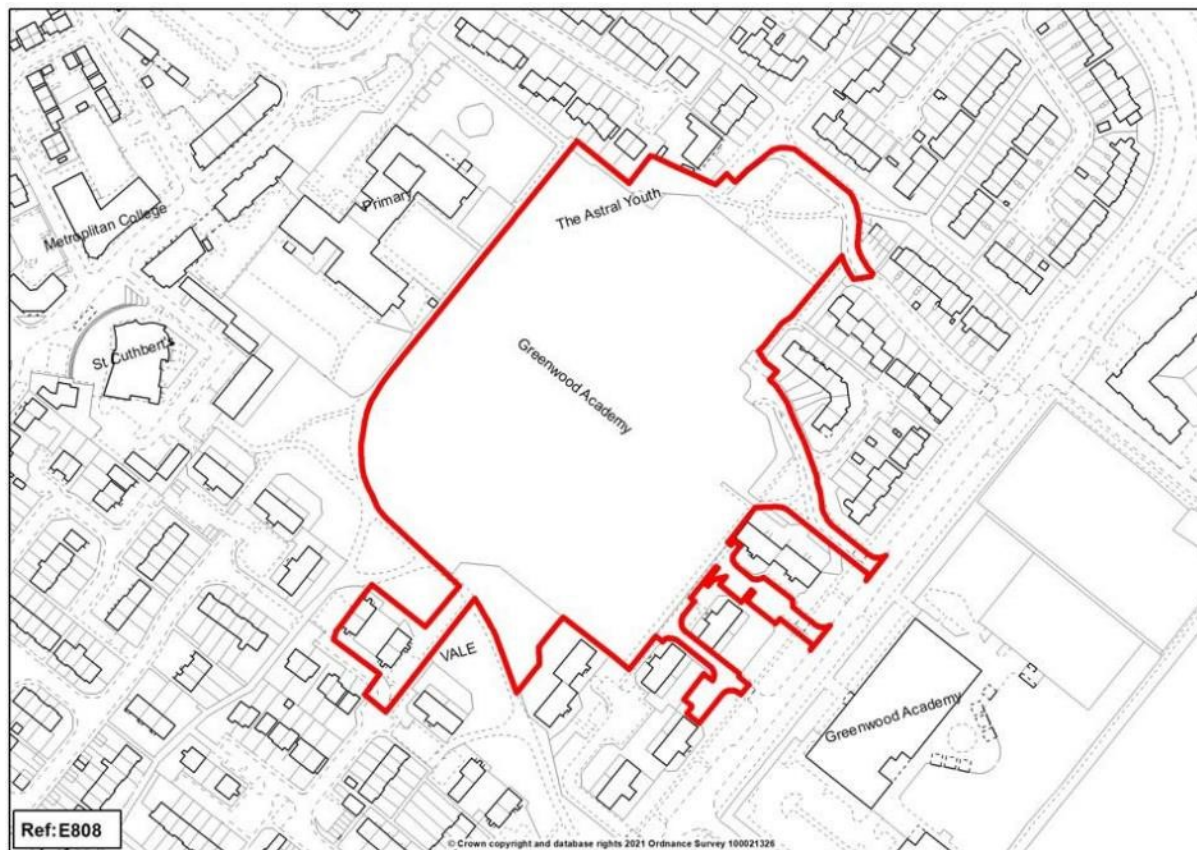 The Astral Youth
Primary
Metroplitan College
St Cuthbert's
Greenwood Academy
VALE
Greenwood Academy
Ref:E808
© Crown copyright and database rights 2021 Ordnance Survey 100021326